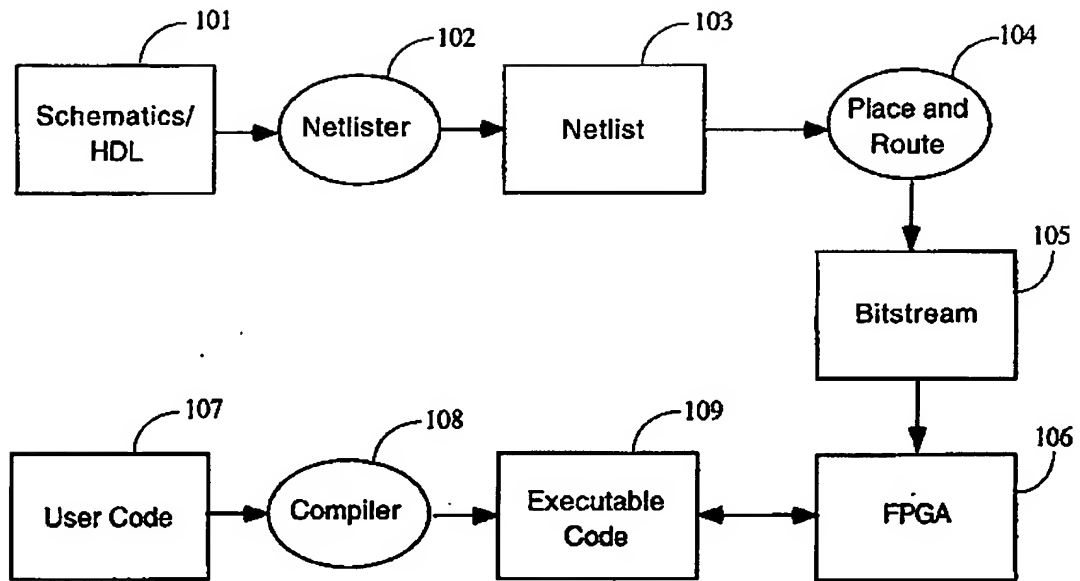 101
102
103
104
Schematics/
HDL
Netlister
Netlist
Place and
Route
105
Bitstream
107
108
109
106
User Code
Compiler
Executable
Code
FPGA